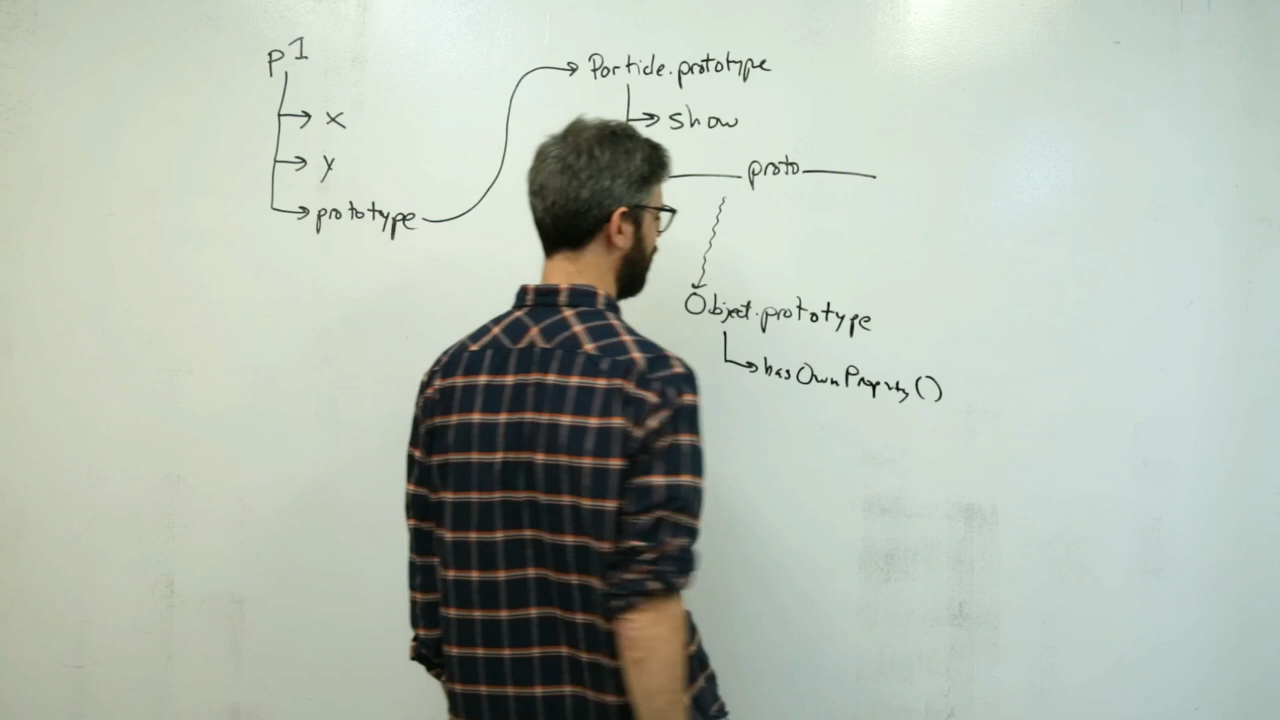 p1
x
y
prototype
Particle.prototype
show
proto
Object.prototype
hasOwnProperty()